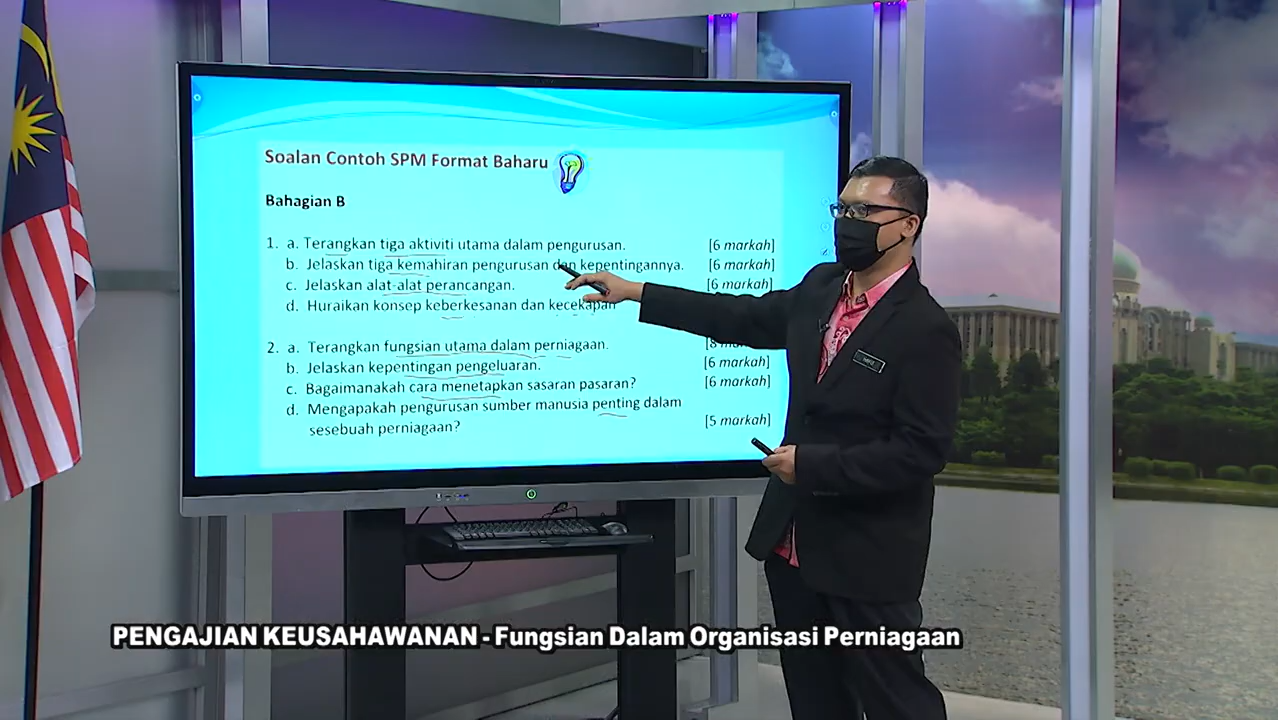 Soalan Contoh SPM Format Baharu
Bahagian B
1. a. Terangkan tiga aktiviti utama dalam pengurusan. [6 markah]
b. Jelaskan tiga kemahiran pengurusan dan kepentingannya. [6 markah]
c. Jelaskan alat-alat perancangan. [6 markah]
d. Huraikan konsep keberkesanan dan kecekapan
2. a. Terangkan fungsian utama dalam perniagaan. [8
b. Jelaskan kepentingan pengeluaran. [6 markah]
c. Bagaimanakah cara menetapkan sasaran pasaran? [6 markah]
d. Mengapakah pengurusan sumber manusia penting dalam
sesebuah perniagaan? [5 markah]
PENGAJIAN KEUSAHAWANAN - Fungsian Dalam Organisasi Perniagaan